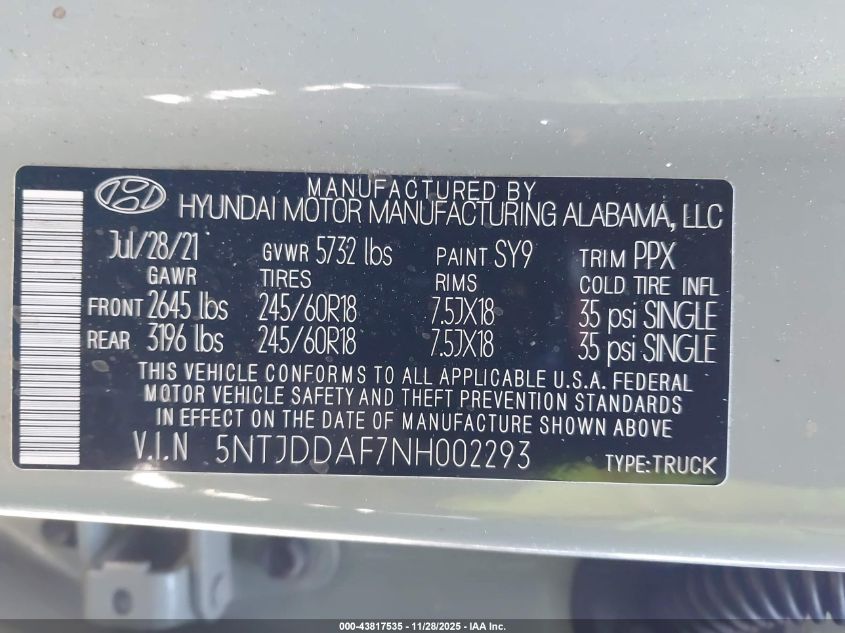 MANUFACTURED BY
HYUNDAI MOTOR MANUFACTURING ALABAMA, LLC
Jul/28/21 GVWR 5732 lbs PAINT SY9 TRIM PPX
GAWR TIRES RIMS COLD TIRE INFL
FRONT 2645 lbs 245/60R18 7.5JX18 35 psi SINGLE
REAR 3196 lbs 245/60R18 7.5JX18 35 psi SINGLE
THIS VEHICLE CONFORMS TO ALL APPLICABLE U.S.A. FEDERAL
MOTOR VEHICLE SAFETY AND THEFT PREVENTION STANDARDS
IN EFFECT ON THE DATE OF MANUFACTURE SHOWN ABOVE
V.I.N 5NTJDDAF7NH002293 TYPE:TRUCK
000-43817535 - 11/28/2025 - IAA Inc.